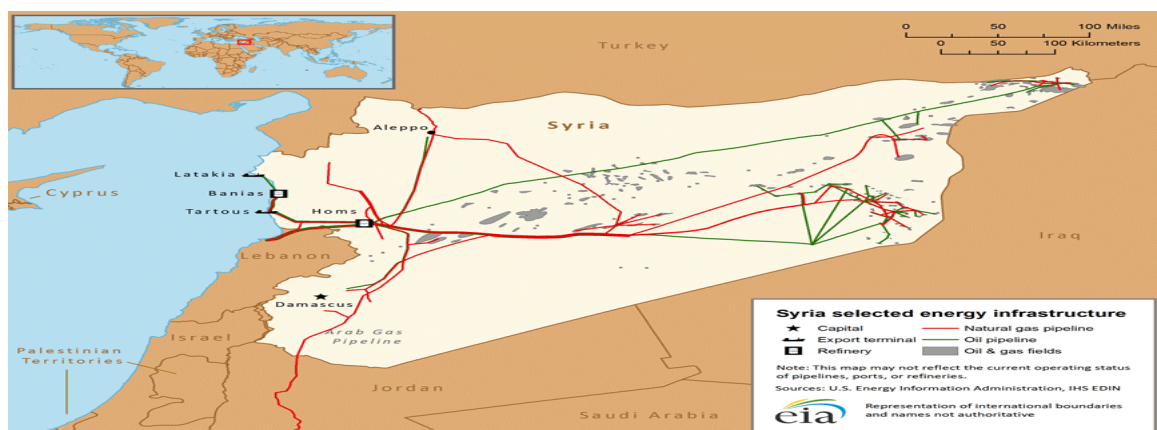 0 50 100 Miles
0 50 100 Kilometers
Turkey
Syria
Aleppo
Latakia
Banias
Tartous
Homs
Cyprus
Lebanon
Iraq
Damascus
Israel
Arab Gas
Pipeline
Palestinian
Territories
Jordan
Saudi Arabia
Syria selected energy infrastructure
Capital
Natural gas pipeline
Export terminal
Oil pipeline
Refinery
Oil & gas fields
Note: This map may not reflect the current operating status
of pipelines, ports, or refineries.
Sources: U.S. Energy Information Administration, IHS EDIN
eia
Representation of international boundaries
and names not authoritative